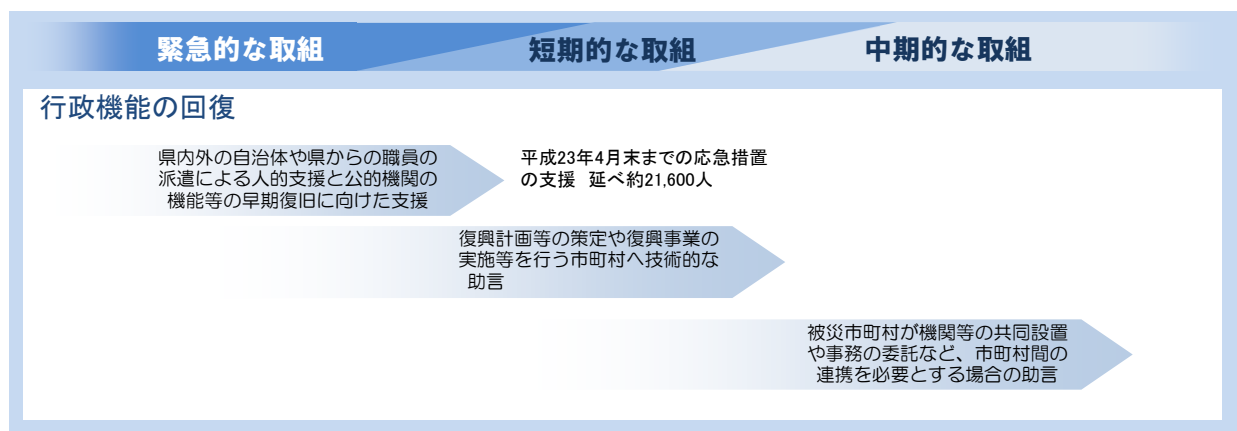 緊急的な取組 短期的な取組 中期的な取組
行政機能の回復
県内外の自治体や県からの職員の
派遣による人的支援と公的機関の
機能等の早期復旧に向けた支援
平成23年4月末までの応急措置
の支援 延べ約21,600人
復興計画等の策定や復興事業の
実施等を行う市町村へ技術的な
助言
被災市町村が機関等の共同設置
や事務の委託など、市町村間の
連携を必要とする場合の助言